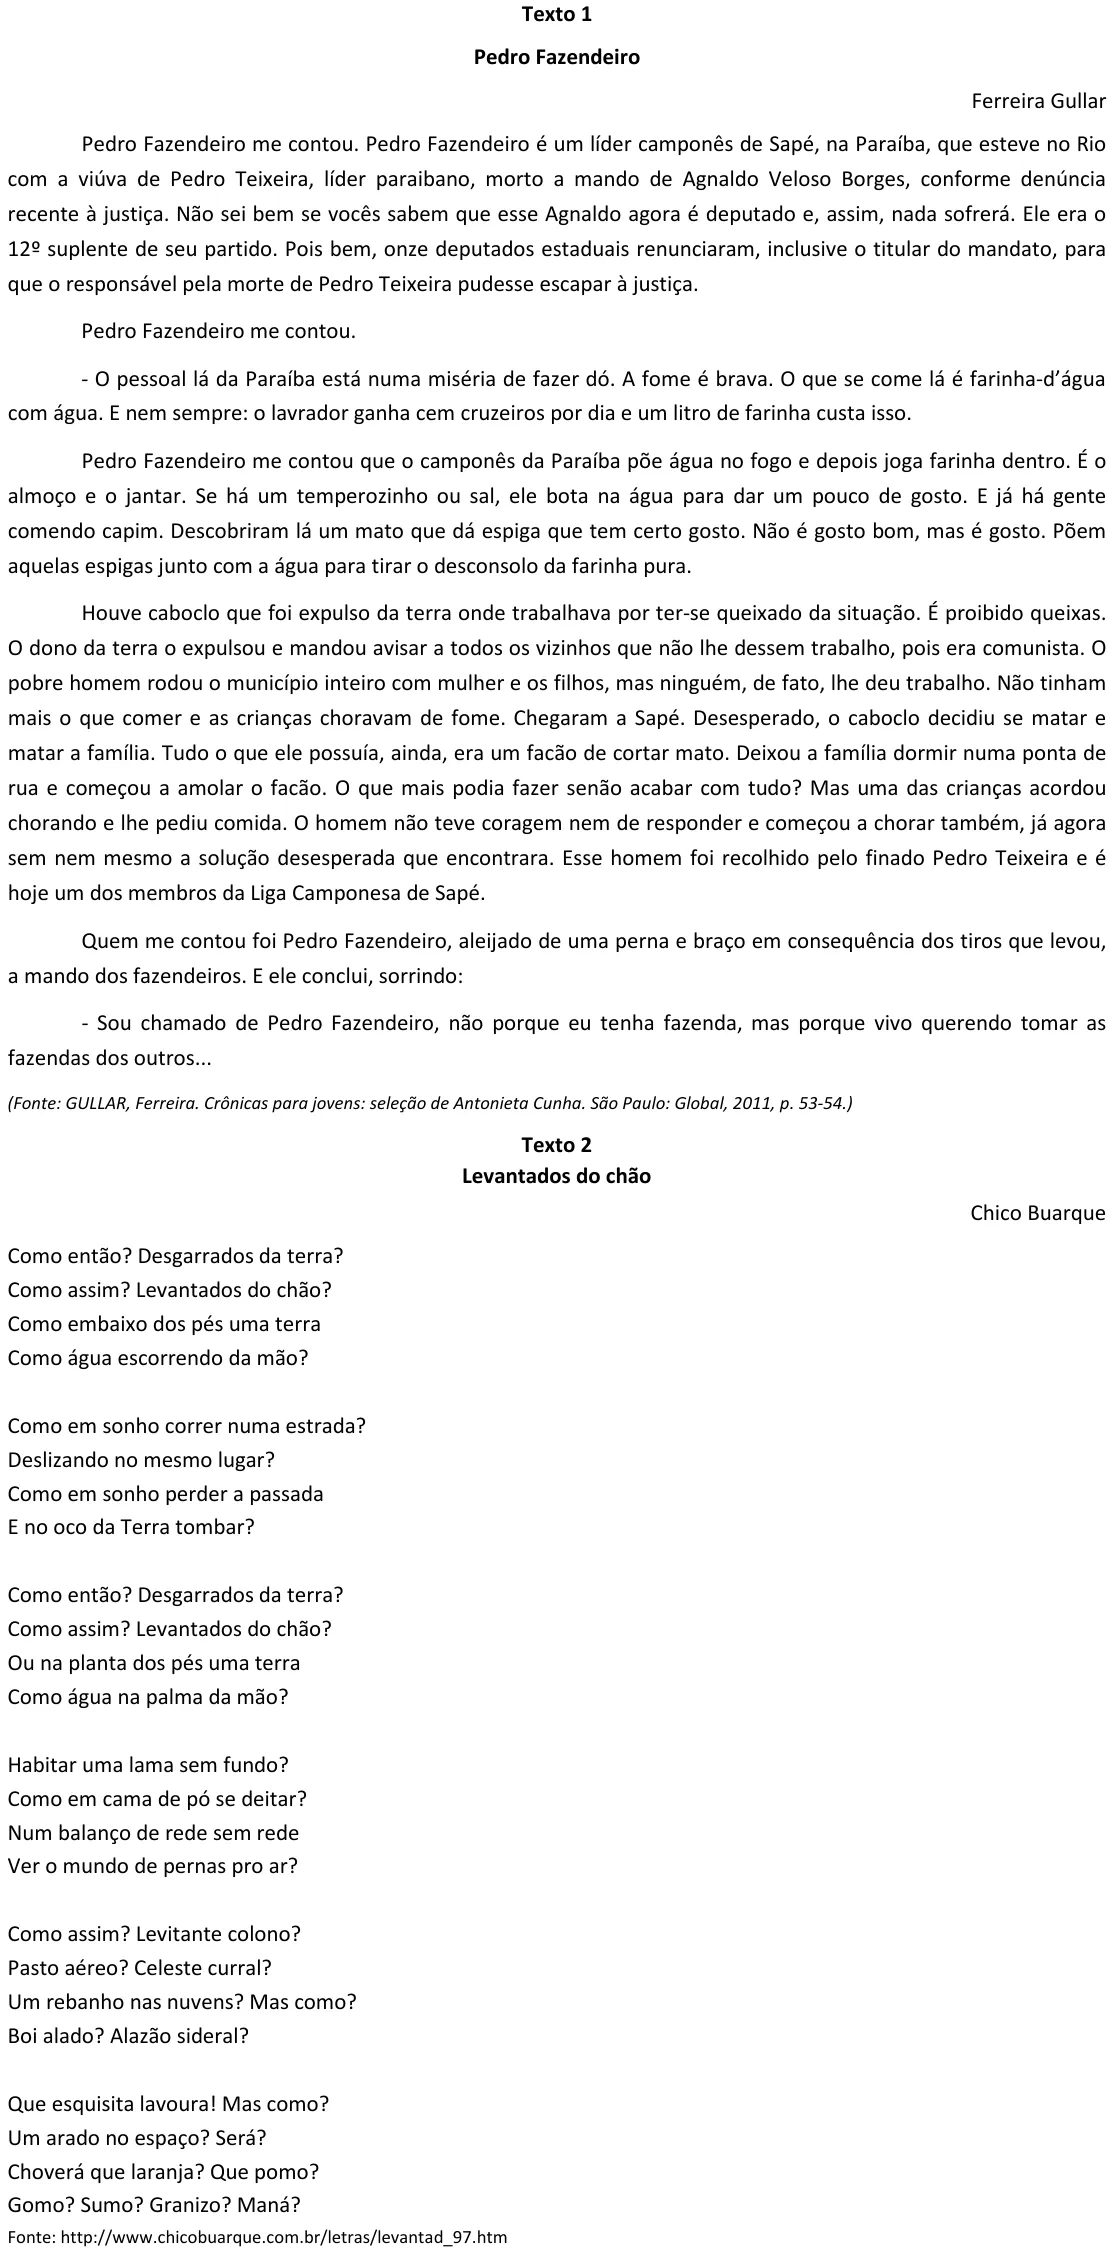 Texto 1
Pedro Fazendeiro
Ferreira Gullar
Pedro Fazendeiro me contou. Pedro Fazendeiro é um líder camponês de Sapé, na Paraíba, que esteve no Rio
com a viúva de Pedro Teixeira, líder paraibano, morto a mando de Agnaldo Veloso Borges, conforme denúncia
recente à justiça. Não sei bem se vocês sabem que esse Agnaldo agora é deputado e, assim, nada sofrerá. Ele era o
12º suplente de seu partido. Pois bem, onze deputados estaduais renunciaram, inclusive o titular do mandato, para
que o responsável pela morte de Pedro Teixeira pudesse escapar à justiça.
Pedro Fazendeiro me contou.
- O pessoal lá da Paraíba está numa miséria de fazer dó. A fome é brava. O que se come lá é farinha-d’água
com água. E nem sempre: o lavrador ganha cem cruzeiros por dia e um litro de farinha custa isso.
Pedro Fazendeiro me contou que o camponês da Paraíba põe água no fogo e depois joga farinha dentro. É o
almoço e o jantar. Se há um temperozinho ou sal, ele bota na água para dar um pouco de gosto. E já há gente
comendo capim. Descobriram lá um mato que dá espiga que tem certo gosto. Não é gosto bom, mas é gosto. Põem
aquelas espigas junto com a água para tirar o desconsolo da farinha pura.
Houve caboclo que foi expulso da terra onde trabalhava por ter-se queixado da situação. É proibido queixas.
O dono da terra o expulsou e mandou avisar a todos os vizinhos que não lhe dessem trabalho, pois era comunista. O
pobre homem rodou o município inteiro com mulher e os filhos, mas ninguém, de fato, lhe deu trabalho. Não tinham
mais o que comer e as crianças choravam de fome. Chegaram a Sapé. Desesperado, o caboclo decidiu se matar e
matar a família. Tudo o que ele possuía, ainda, era um facão de cortar mato. Deixou a família dormir numa ponta de
rua e começou a amolar o facão. O que mais podia fazer senão acabar com tudo? Mas uma das crianças acordou
chorando e lhe pediu comida. O homem não teve coragem nem de responder e começou a chorar também, já agora
sem nem mesmo a solução desesperada que encontrara. Esse homem foi recolhido pelo finado Pedro Teixeira e é
hoje um dos membros da Liga Camponesa de Sapé.
Quem me contou foi Pedro Fazendeiro, aleijado de uma perna e braço em consequência dos tiros que levou,
a mando dos fazendeiros. E ele conclui, sorrindo:
- Sou chamado de Pedro Fazendeiro, não porque eu tenha fazenda, mas porque vivo querendo tomar as
fazendas dos outros...
(Fonte: GULLAR, Ferreira. Crônicas para jovens: seleção de Antonieta Cunha. São Paulo: Global, 2011, p. 53-54.)
Texto 2
Levantados do chão
Chico Buarque
Como então? Desgarrados da terra?
Como assim? Levantados do chão?
Como embaixo dos pés uma terra
Como água escorrendo da mão?
Como em sonho correr numa estrada?
Deslizando no mesmo lugar?
Como em sonho perder a passada
E no oco da Terra tombar?
Como então? Desgarrados da terra?
Como assim? Levantados do chão?
Ou na planta dos pés uma terra
Como água na palma da mão?
Habitar uma lama sem fundo?
Como em cama de pó se deitar?
Num balanço de rede sem rede
Ver o mundo de pernas pro ar?
Como assim? Levitante colono?
Pasto aéreo? Celeste curral?
Um rebanho nas nuvens? Mas como?
Boi alado? Alazão sideral?
Que esquisita lavoura! Mas como?
Um arado no espaço? Será?
Choverá que laranja? Que pomo?
Gomo? Sumo? Granizo? Maná?
Fonte: http://www.chicobuarque.com.br/letras/levantad_97.htm